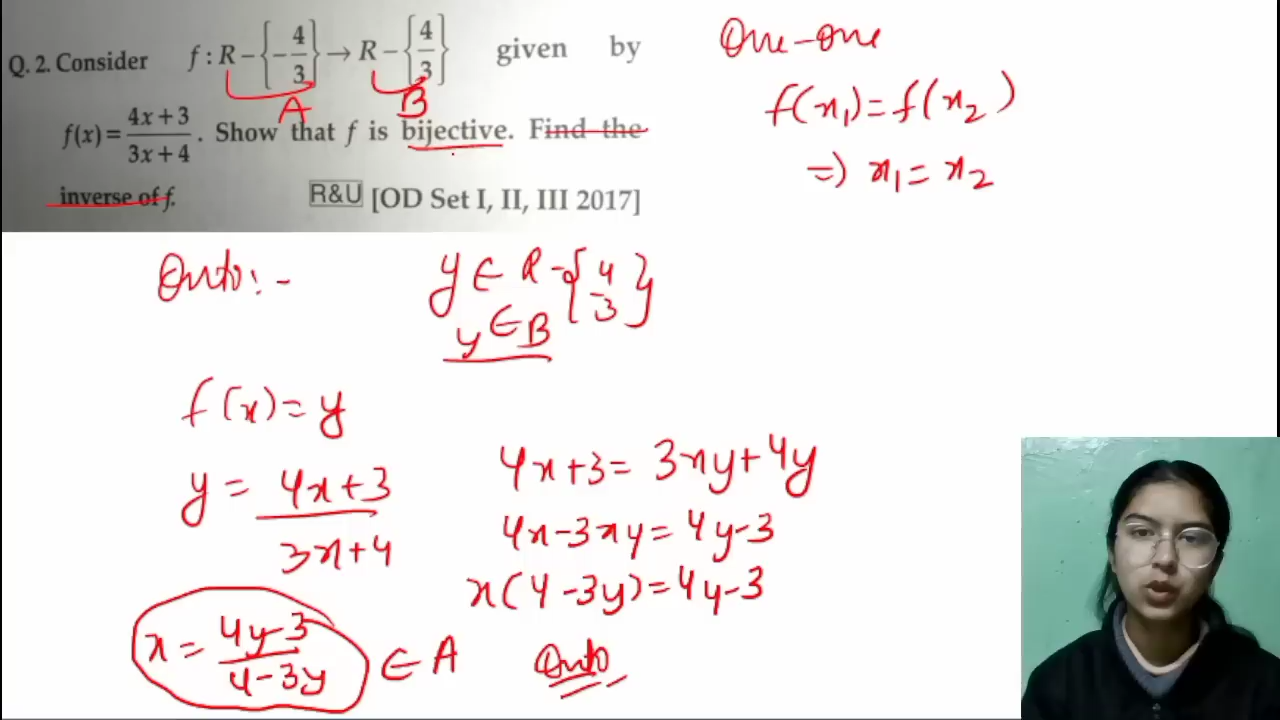 Q. 2. Consider f : R − {−4/3} → R − {4/3} given by
A B
f(x) = (4x + 3)/(3x + 4). Show that f is bijective. Find the
inverse of f. R&U [OD Set I, II, III 2017]
One-one
f(x₁) = f(x₂)
⇒ x₁ = x₂
Onto :- y ∈ R - {4/3}
y ∈ B
f(x) = y
y = (4x+3)/(3x+4)
4x+3 = 3xy+4y
4x-3xy = 4y-3
x(4-3y) = 4y-3
x = (4y-3)/(4-3y) ∈ A Onto